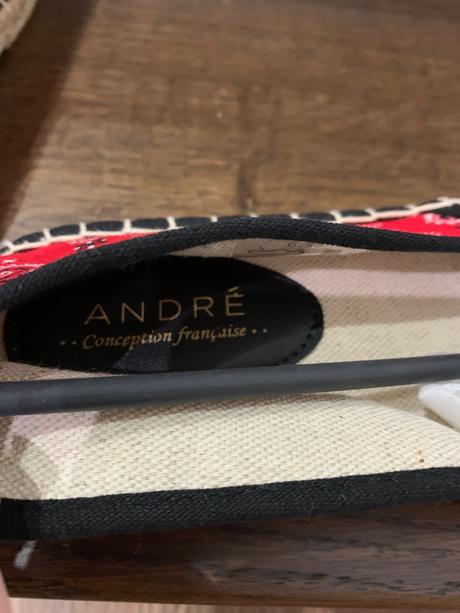 ANDRÉ
·· Conception française ··